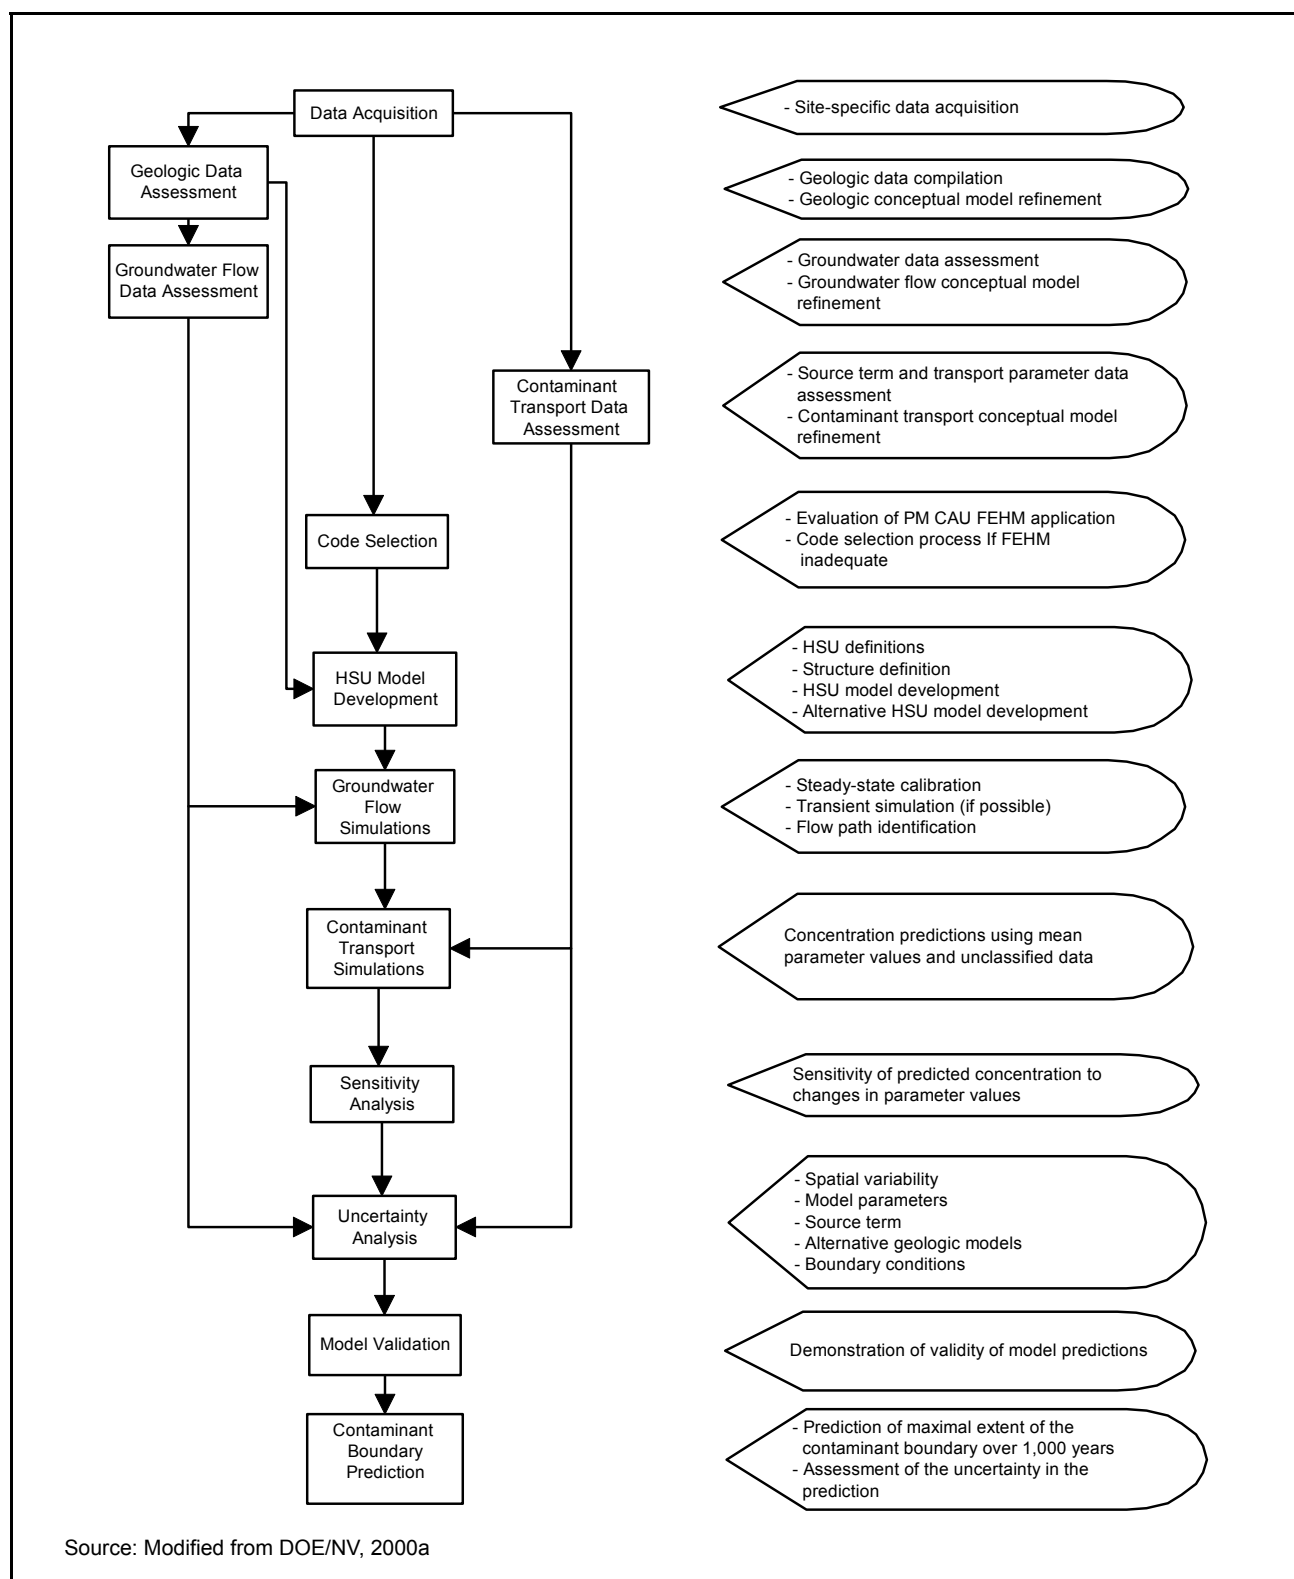 Data Acquisition
- Site-specific data acquisition
Geologic Data
Assessment
- Geologic data compilation
- Geologic conceptual model refinement
Groundwater Flow
Data Assessment
- Groundwater data assessment
- Groundwater flow conceptual model
refinement
Contaminant
Transport Data
Assessment
- Source term and transport parameter data
assessment
- Contaminant transport conceptual model
refinement
Code Selection
- Evaluation of PM CAU FEHM application
- Code selection process If FEHM
inadequate
HSU Model
Development
- HSU definitions
- Structure definition
- HSU model development
- Alternative HSU model development
Groundwater
Flow
Simulations
- Steady-state calibration
- Transient simulation (if possible)
- Flow path identification
Contaminant
Transport
Simulations
Concentration predictions using mean
parameter values and unclassified data
Sensitivity
Analysis
Sensitivity of predicted concentration to
changes in parameter values
Uncertainty
Analysis
- Spatial variability
- Model parameters
- Source term
- Alternative geologic models
- Boundary conditions
Model Validation
Demonstration of validity of model predictions
Contaminant
Boundary
Prediction
- Prediction of maximal extent of the
contaminant boundary over 1,000 years
- Assessment of the uncertainty in the
prediction
Source: Modified from DOE/NV, 2000a